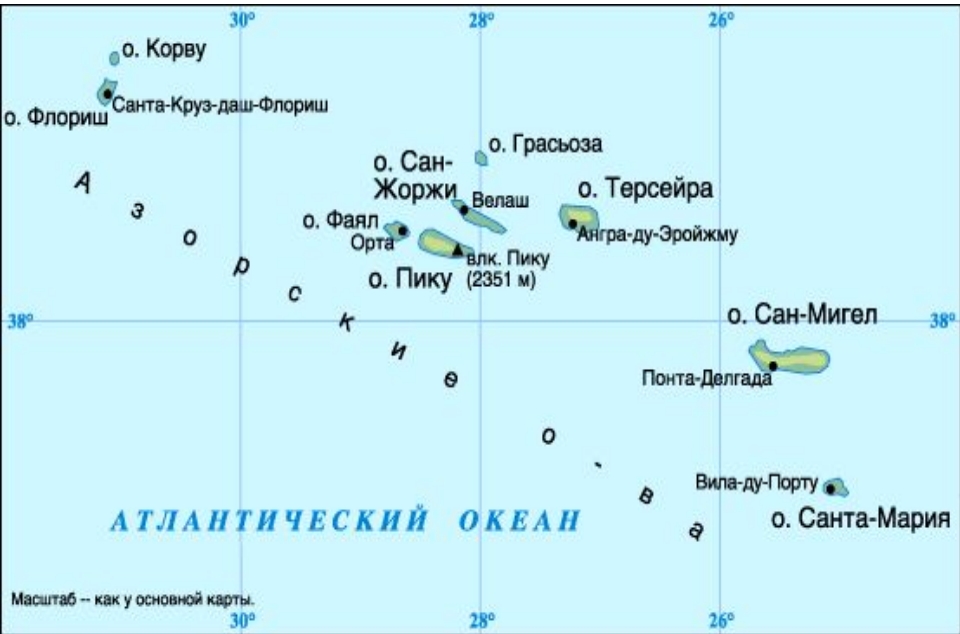 30° 28° 26°
о. Корву
Санта-Круз-даш-Флориш
о. Флориш
о. Грасьоза
о. Сан-
Жоржи
Велаш
о. Терсейра
Ангра-ду-Эройжму
о. Фаял
Орта
влк. Пику
(2351 м)
о. Пику
Азорские о-ва
38° 38°
о. Сан-Мигел
Понта-Делгада
Вила-ду-Порту
о. Санта-Мария
АТЛАНТИЧЕСКИЙ ОКЕАН
Масштаб -- как у основной карты.
30° 28° 26°